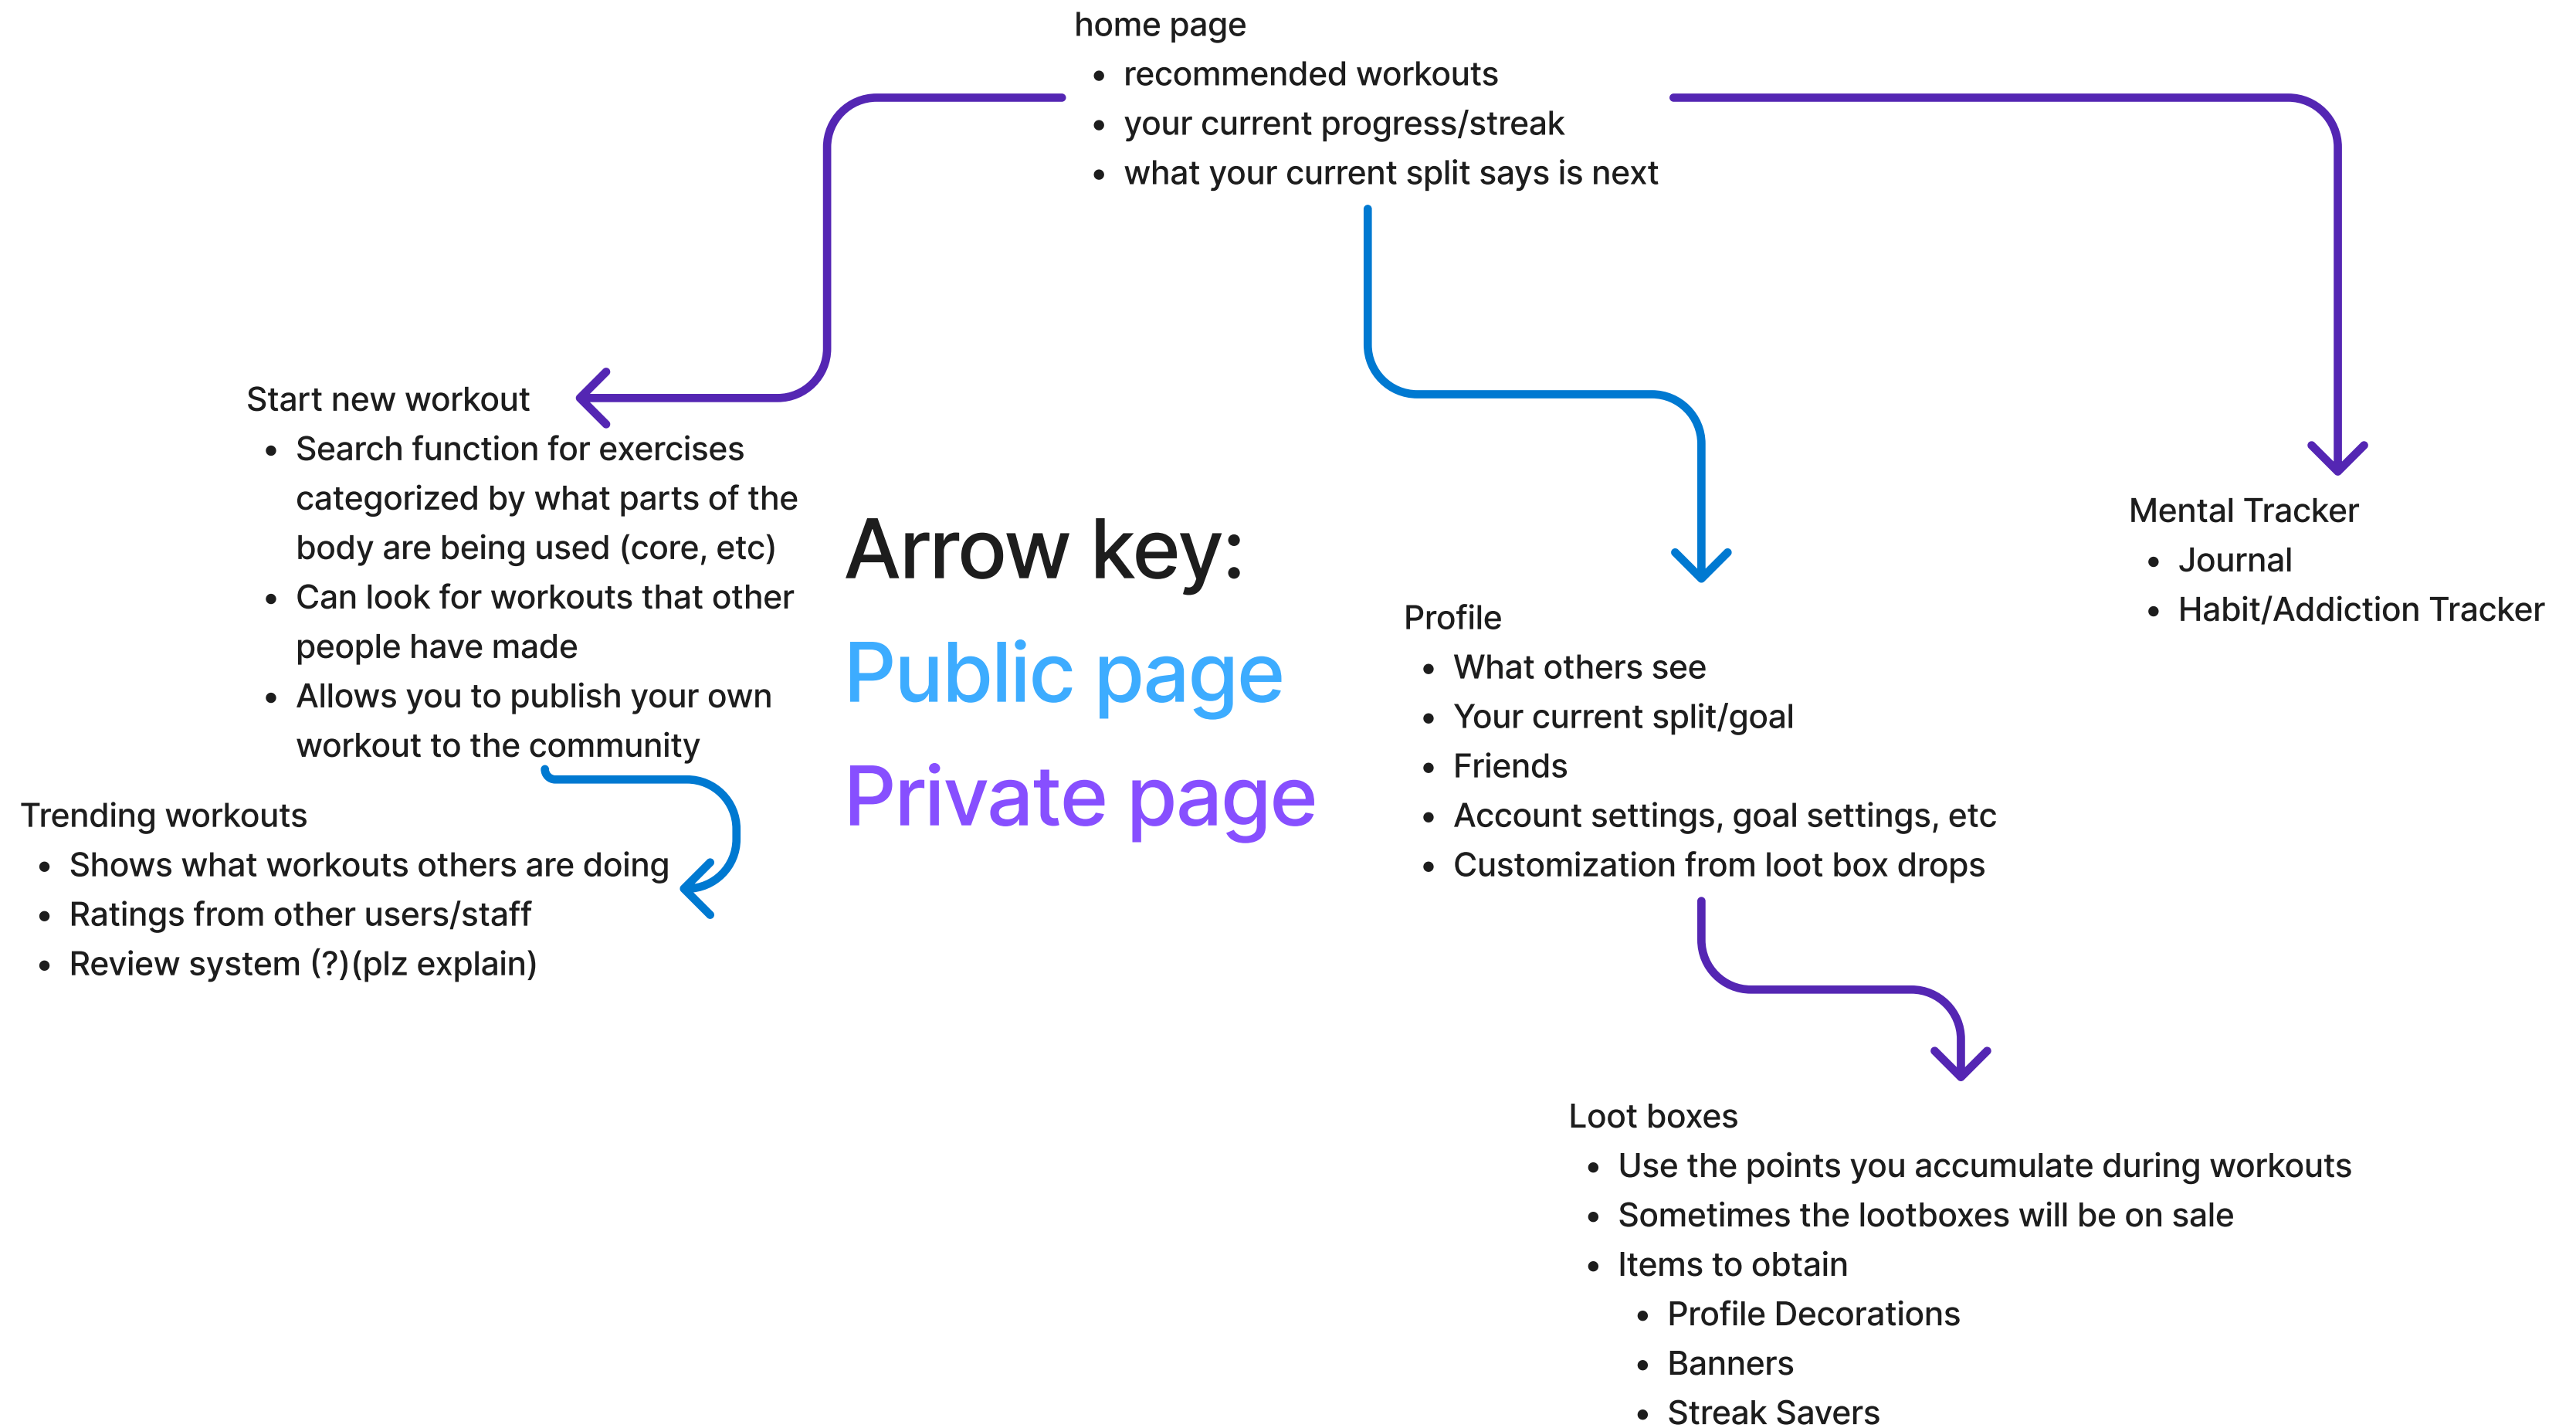 home page
• recommended workouts
• your current progress/streak
• what your current split says is next
Start new workout
• Search function for exercises
categorized by what parts of the
body are being used (core, etc)
• Can look for workouts that other
people have made
• Allows you to publish your own
workout to the community
Trending workouts
• Shows what workouts others are doing
• Ratings from other users/staff
• Review system (?)(plz explain)
Arrow key:
Public page
Private page
Profile
• What others see
• Your current split/goal
• Friends
• Account settings, goal settings, etc
• Customization from loot box drops
Mental Tracker
• Journal
• Habit/Addiction Tracker
Loot boxes
• Use the points you accumulate during workouts
• Sometimes the lootboxes will be on sale
• Items to obtain
• Profile Decorations
• Banners
• Streak Savers